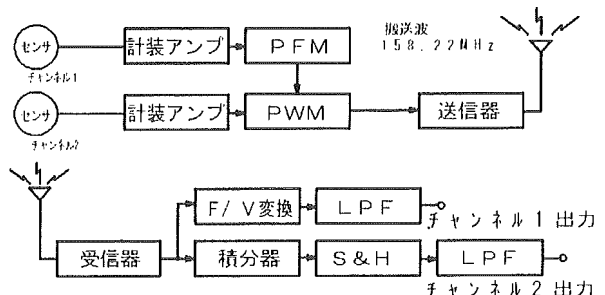 センサ
チャンネル1
計装アンプ
PFM
搬送波
158.22MHz
センサ
チャンネル2
計装アンプ
PWM
送信器
F/V変換
LPF
チャンネル1出力
受信器
積分器
S&H
LPF
チャンネル2出力